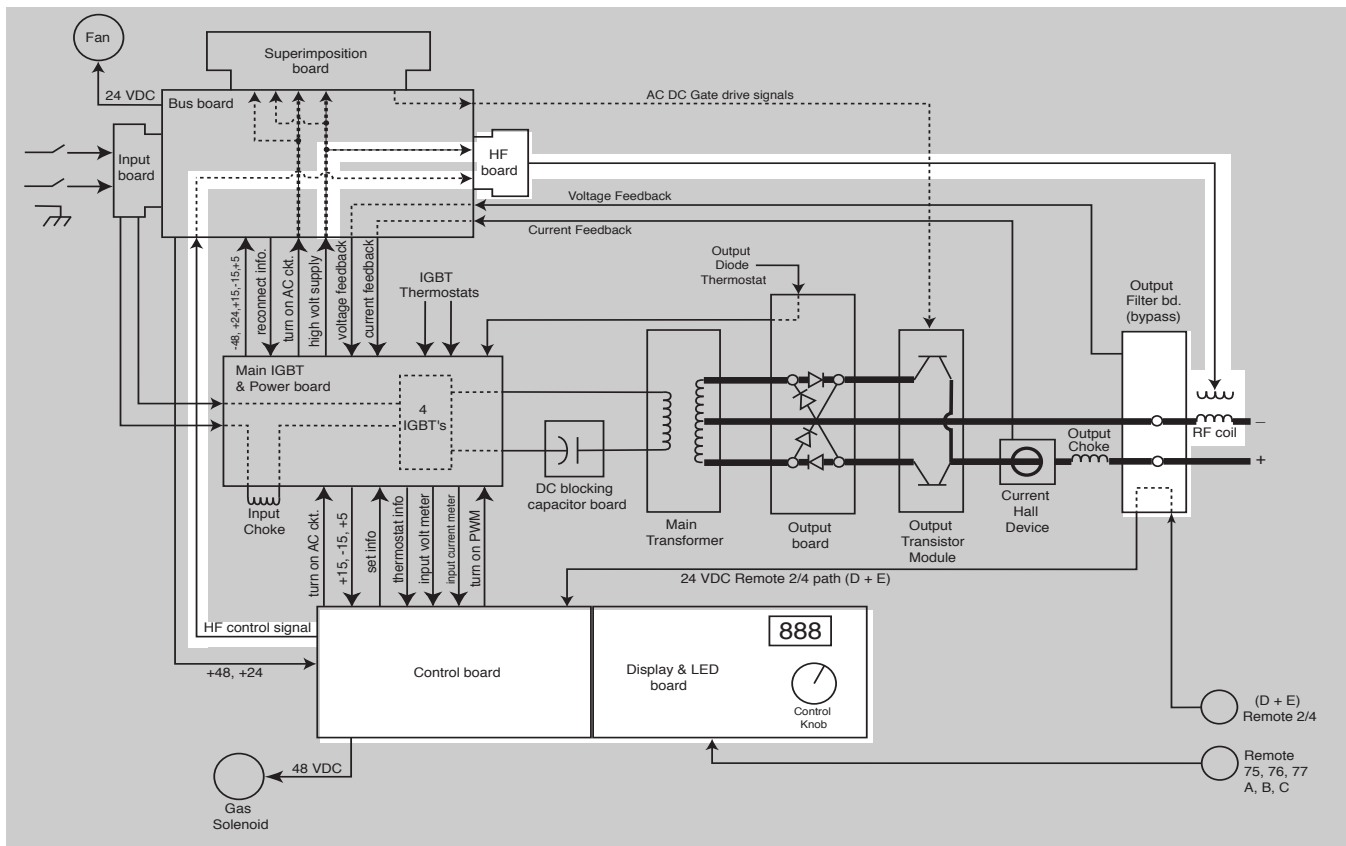 Fan
Superimposition
board
24 VDC
Bus board
AC DC Gate drive signals
Input
board
HF
board
Voltage Feedback
Current Feedback
-48, +24,+15,-15,+5
reconnect info.
turn on AC ckt.
high volt supply
voltage feedback
current feedback
IGBT
Thermostats
Output
Diode
Thermostat
Output
Filter bd.
(bypass)
Main IGBT
& Power board
4
IGBT's
DC blocking
capacitor board
Input
Choke
Main
Transformer
Output
board
Output
Transistor
Module
Current
Hall
Device
Output
Choke
RF coil
–
+
turn on AC ckt.
+15, -15, +5
set info
thermostat info
input volt meter
input current meter
turn on PWM
24 VDC Remote 2/4 path (D + E)
HF control signal
+48, +24
Control board
Display & LED
board
888
Control
Knob
(D + E)
Remote 2/4
Remote
75, 76, 77
A, B, C
48 VDC
Gas
Solenoid